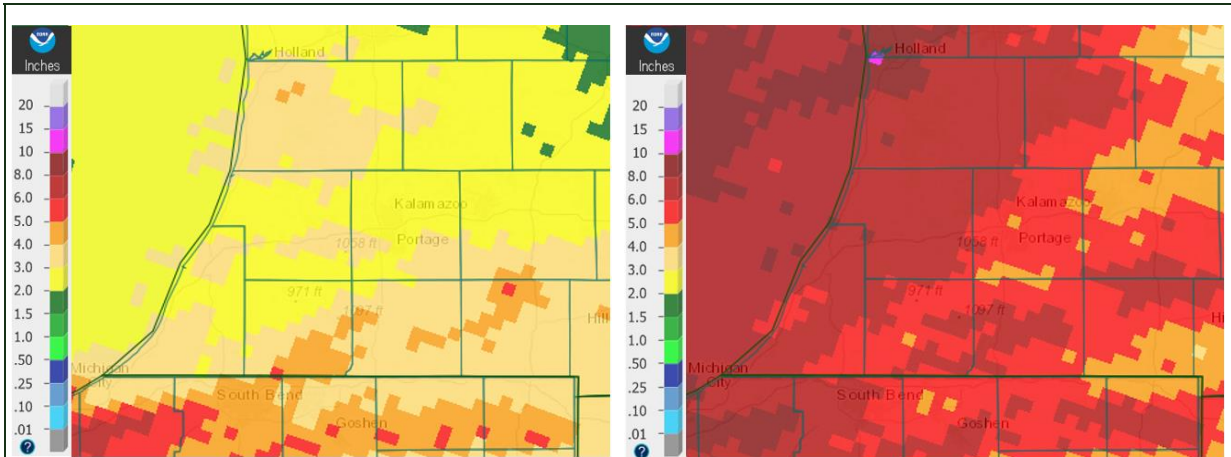 Holland
Inches
20
15
10
8.0
6.0
5.0
4.0
3.0
2.0
1.5
1.0
.50
.25
.10
.01
?
Kalamazoo
1058 ft
Portage
971 ft
1097 ft
Hill
Michigan
City
South Bend
Goshen
Holland
Inches
20
15
10
8.0
6.0
5.0
4.0
3.0
2.0
1.5
1.0
.50
.25
.10
.01
?
Kalamazoo
1058 ft
Portage
971 ft
1097 ft
Hi
Michigan
City
South Bend
Goshen